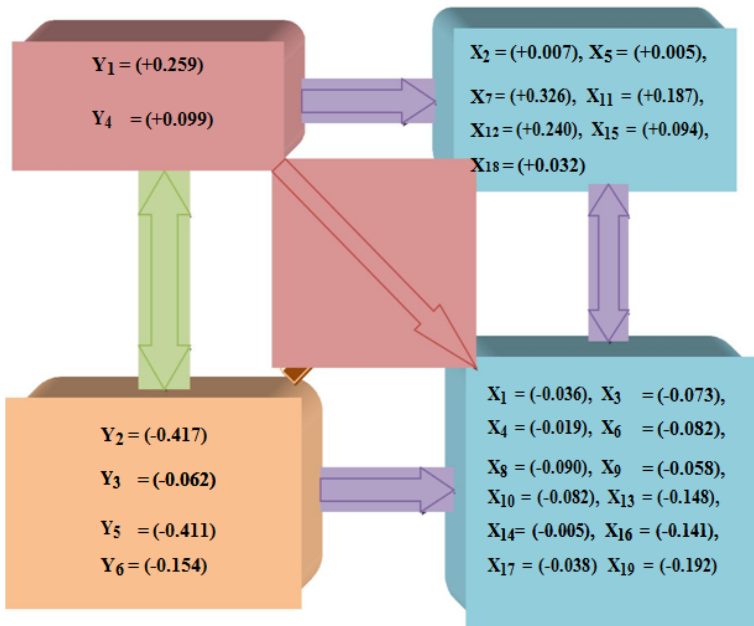 Y₁ = (+0.259)
Y₄ = (+0.099)
X₂ = (+0.007), X₅ = (+0.005),
X₇ = (+0.326), X₁₁ = (+0.187),
X₁₂ = (+0.240), X₁₅ = (+0.094),
X₁₈ = (+0.032)
Y₂ = (-0.417)
Y₃ = (-0.062)
Y₅ = (-0.411)
Y₆ = (-0.154)
X₁ = (-0.036), X₃ = (-0.073),
X₄ = (-0.019), X₆ = (-0.082),
X₈ = (-0.090), X₉ = (-0.058),
X₁₀ = (-0.082), X₁₃ = (-0.148),
X₁₄= (-0.005), X₁₆ = (-0.141),
X₁₇ = (-0.038) X₁₉ = (-0.192)